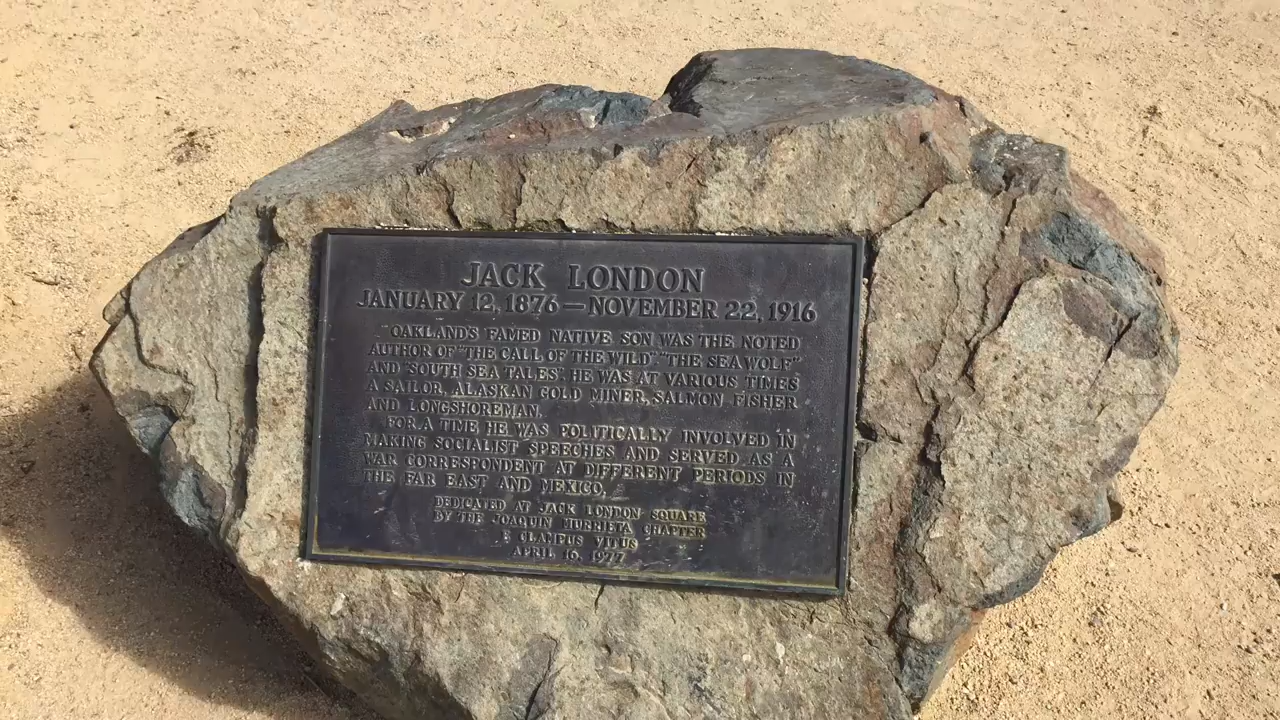 JACK LONDON
JANUARY 12, 1876 — NOVEMBER 22, 1916
OAKLAND'S FAMED NATIVE SON WAS THE NOTED
AUTHOR OF "THE CALL OF THE WILD", "THE SEA WOLF"
AND "SOUTH SEA TALES". HE WAS AT VARIOUS TIMES
A SAILOR, ALASKAN GOLD MINER, SALMON FISHER
AND LONGSHOREMAN.
FOR A TIME HE WAS POLITICALLY INVOLVED IN
MAKING SOCIALIST SPEECHES AND SERVED AS A
WAR CORRESPONDENT AT DIFFERENT PERIODS IN
THE FAR EAST AND MEXICO.
DEDICATED AT JACK LONDON SQUARE
BY THE JOAQUIN MURRIETA CHAPTER
E CLAMPUS VITUS
APRIL 16, 1977